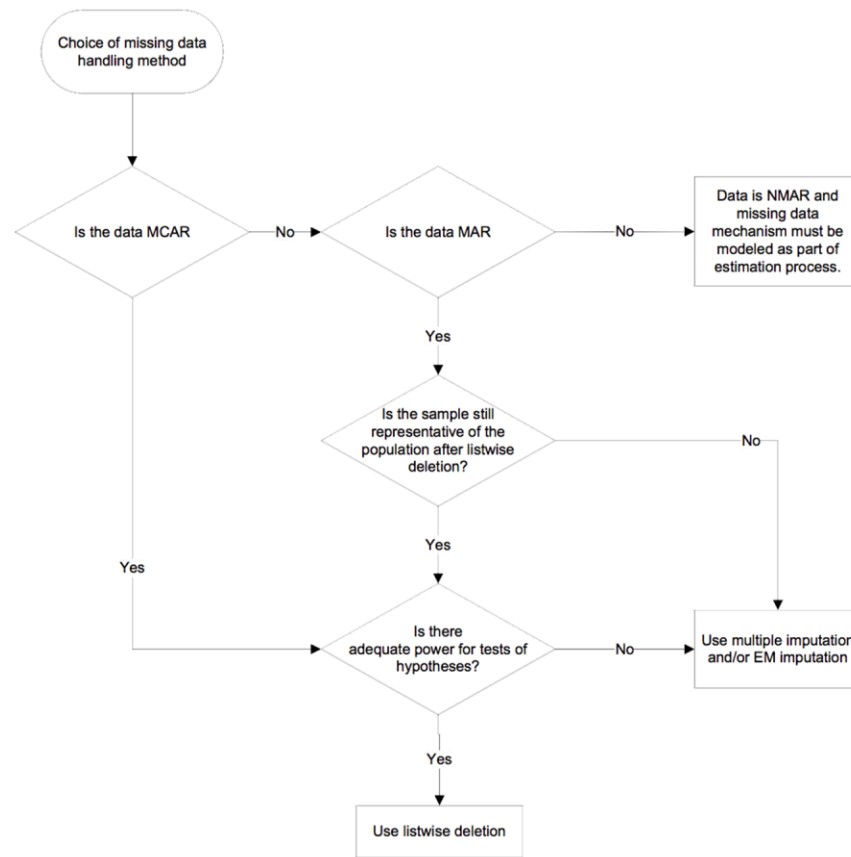 Choice of missing data
handling method
Is the data MCAR
No
Is the data MAR
No
Data is NMAR and
missing data
mechanism must be
modeled as part of
estimation process.
Yes
Is the sample still
representative of the
population after listwise
deletion?
No
Yes
Yes
Is there
adequate power for tests of
hypotheses?
No
Use multiple imputation
and/or EM imputation
Yes
Use listwise deletion